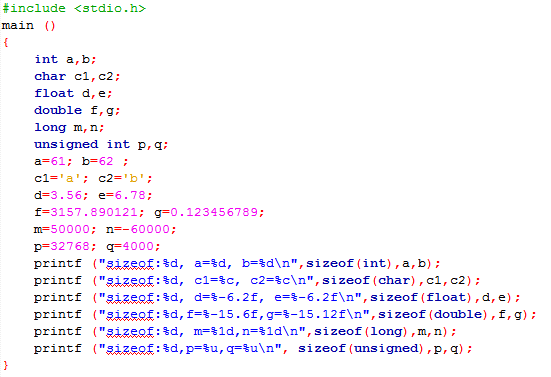 #include <stdio.h>
main ()
{
int a,b;
char c1,c2;
float d,e;
double f,g;
long m,n;
unsigned int p,q;
a=61; b=62 ;
c1='a'; c2='b';
d=3.56; e=6.78;
f=3157.890121; g=0.123456789;
m=50000; n=-60000;
p=32768; q=4000;
printf ("sizeof:%d, a=%d, b=%d\n",sizeof(int),a,b);
printf ("sizeof:%d, c1=%c, c2=%c\n",sizeof(char),c1,c2);
printf ("sizeof:%d, d=%-6.2f, e=%-6.2f\n",sizeof(float),d,e);
printf ("sizeof:%d,f=%-15.6f,g=%-15.12f\n",sizeof(double),f,g);
printf ("sizeof:%d, m=%1d,n=%1d\n",sizeof(long),m,n);
printf ("sizeof:%d,p=%u,q=%u\n", sizeof(unsigned),p,q);
}